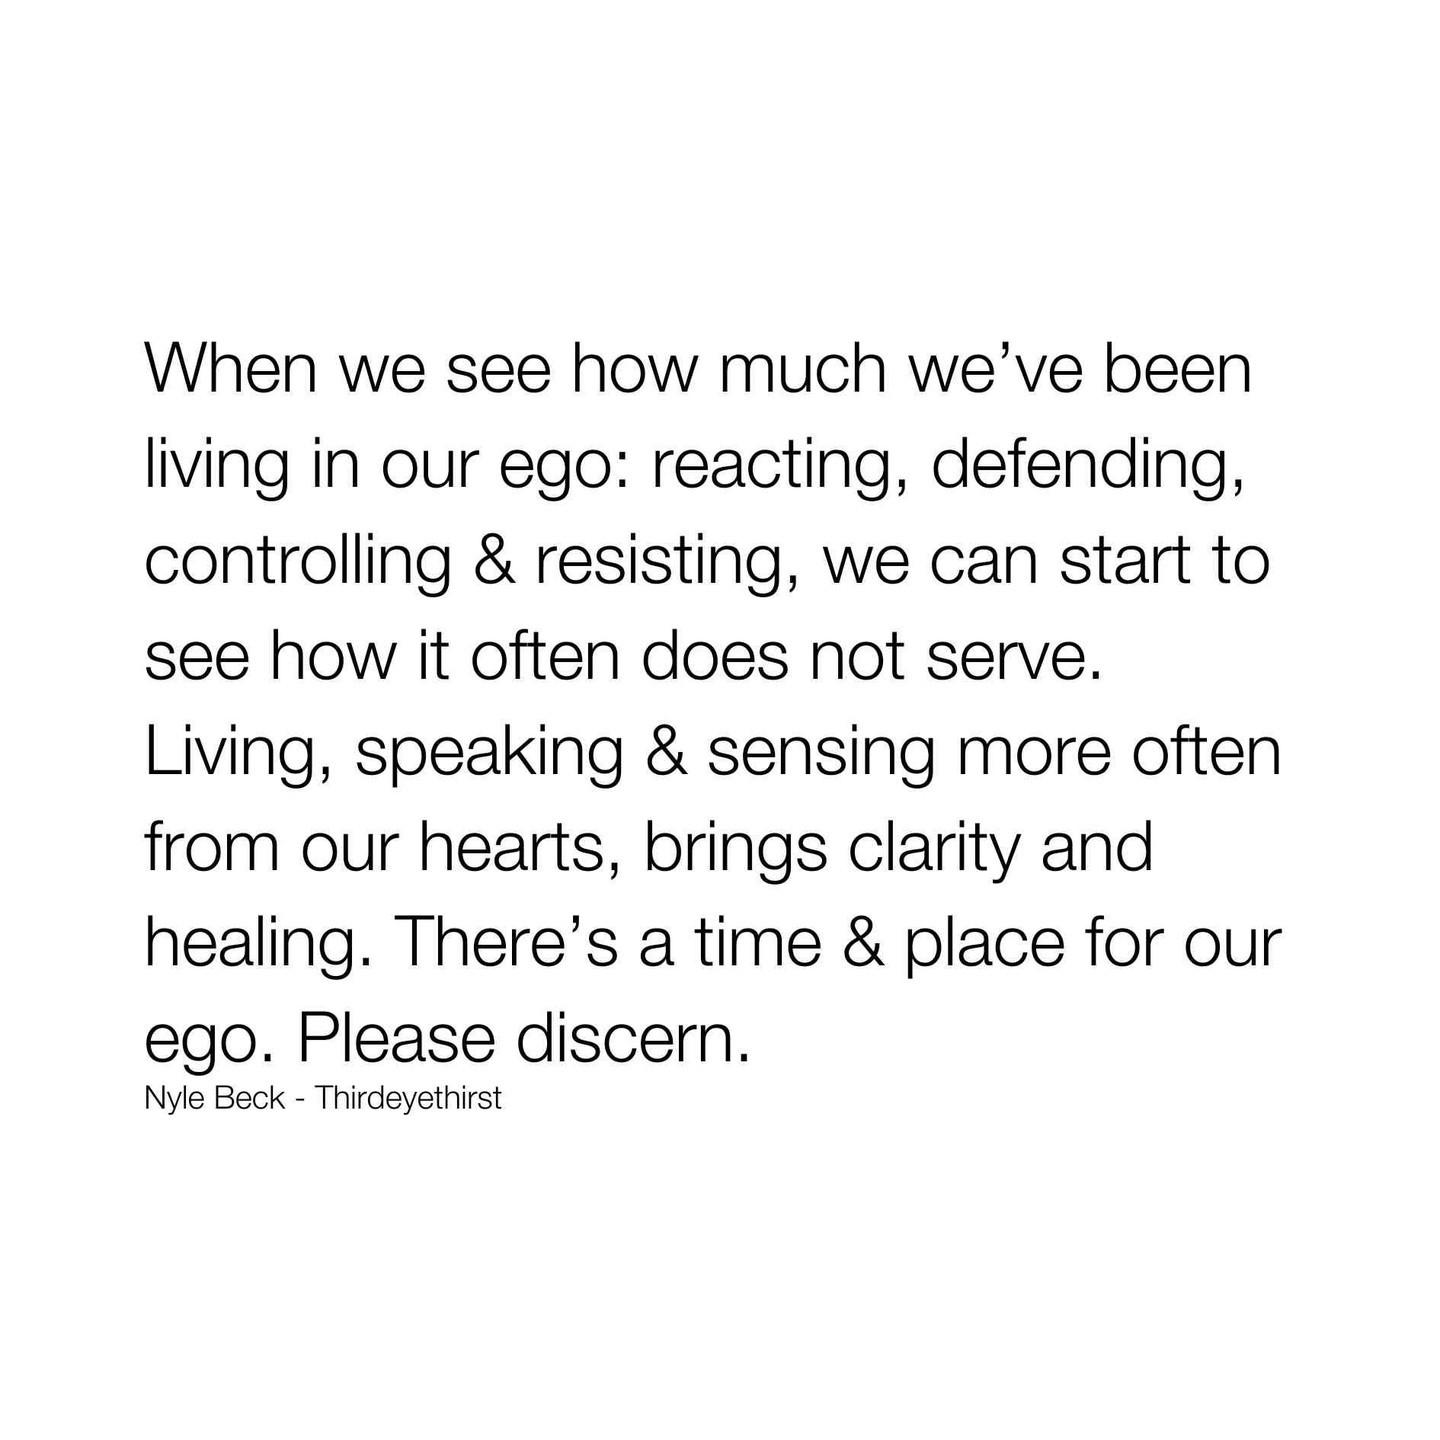 When we see how much we’ve been
living in our ego: reacting, defending,
controlling & resisting, we can start to
see how it often does not serve.
Living, speaking & sensing more often
from our hearts, brings clarity and
healing. There’s a time & place for our
ego. Please discern.
Nyle Beck - Thirdeyethirst